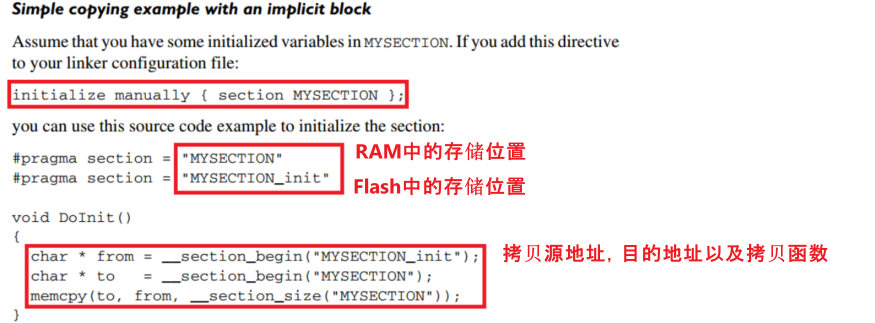 Simple copying example with an implicit block
Assume that you have some initialized variables in MYSECTION. If you add this directive
to your linker configuration file:
initialize manually { section MYSECTION };
you can use this source code example to initialize the section:
#pragma section = "MYSECTION" RAM中的存储位置
#pragma section = "MYSECTION_init" Flash中的存储位置
void DoInit()
{
char * from = __section_begin("MYSECTION_init"); 拷贝源地址，目的地址以及拷贝函数
char * to   = __section_begin("MYSECTION");
memcpy(to, from, __section_size("MYSECTION"));
}